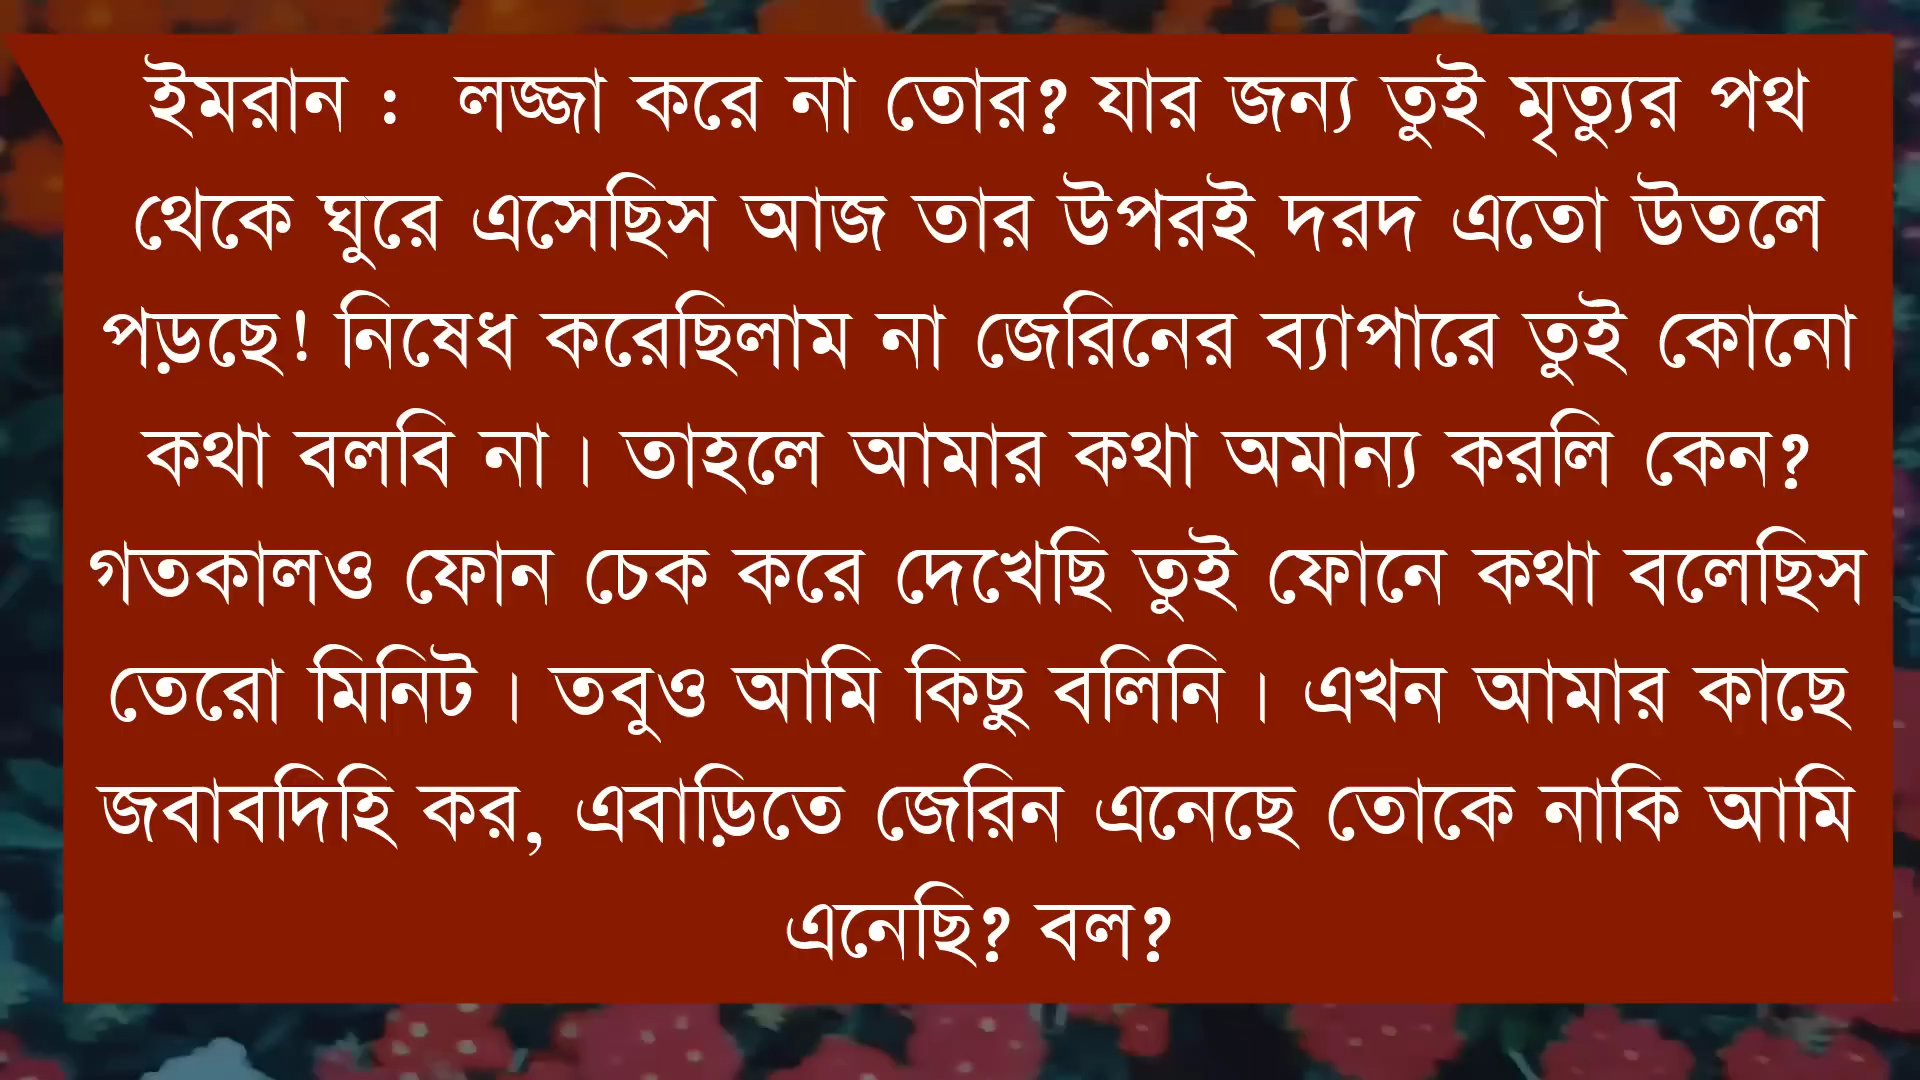 ইমরান : লজ্জা করে না তোর? যার জন্য তুই মৃত্যুর পথ
থেকে ঘুরে এসেছিস আজ তার উপরই দরদ এতো উতলে
পড়ছে! নিষেধ করেছিলাম না জেরিনের ব্যাপারে তুই কোনো
কথা বলবি না। তাহলে আমার কথা অমান্য করলি কেন?
গতকালও ফোন চেক করে দেখেছি তুই ফোনে কথা বলেছিস
তেরো মিনিট। তবুও আমি কিছু বলিনি। এখন আমার কাছে
জবাবদিহি কর, এবাড়িতে জেরিন এনেছে তোকে নাকি আমি
এনেছি? বল?